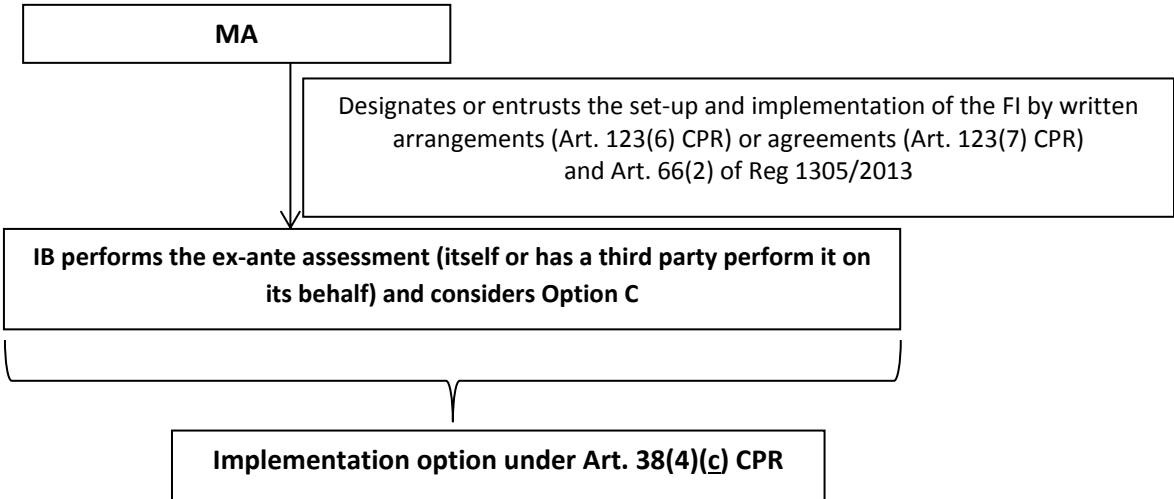 MA
Designates or entrusts the set-up and implementation of the FI by written
arrangements (Art. 123(6) CPR) or agreements (Art. 123(7) CPR)
and Art. 66(2) of Reg 1305/2013
IB performs the ex-ante assessment (itself or has a third party perform it on
its behalf) and considers Option C
Implementation option under Art. 38(4)(c) CPR